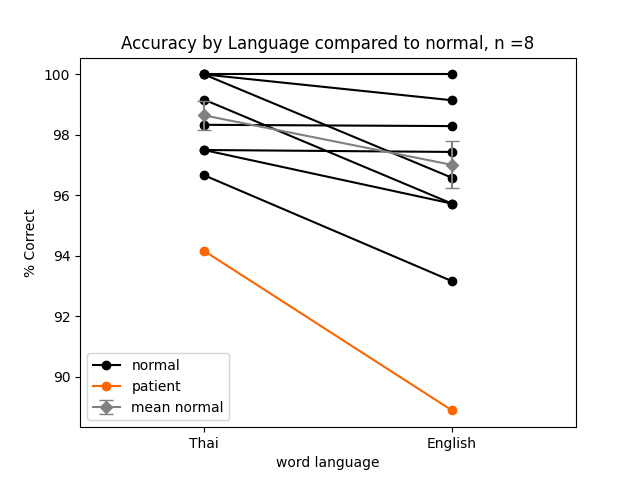 Accuracy by Language compared to normal, n =8
100
98
96
94
92
90
% Correct
normal
patient
mean normal
Thai
English
word language